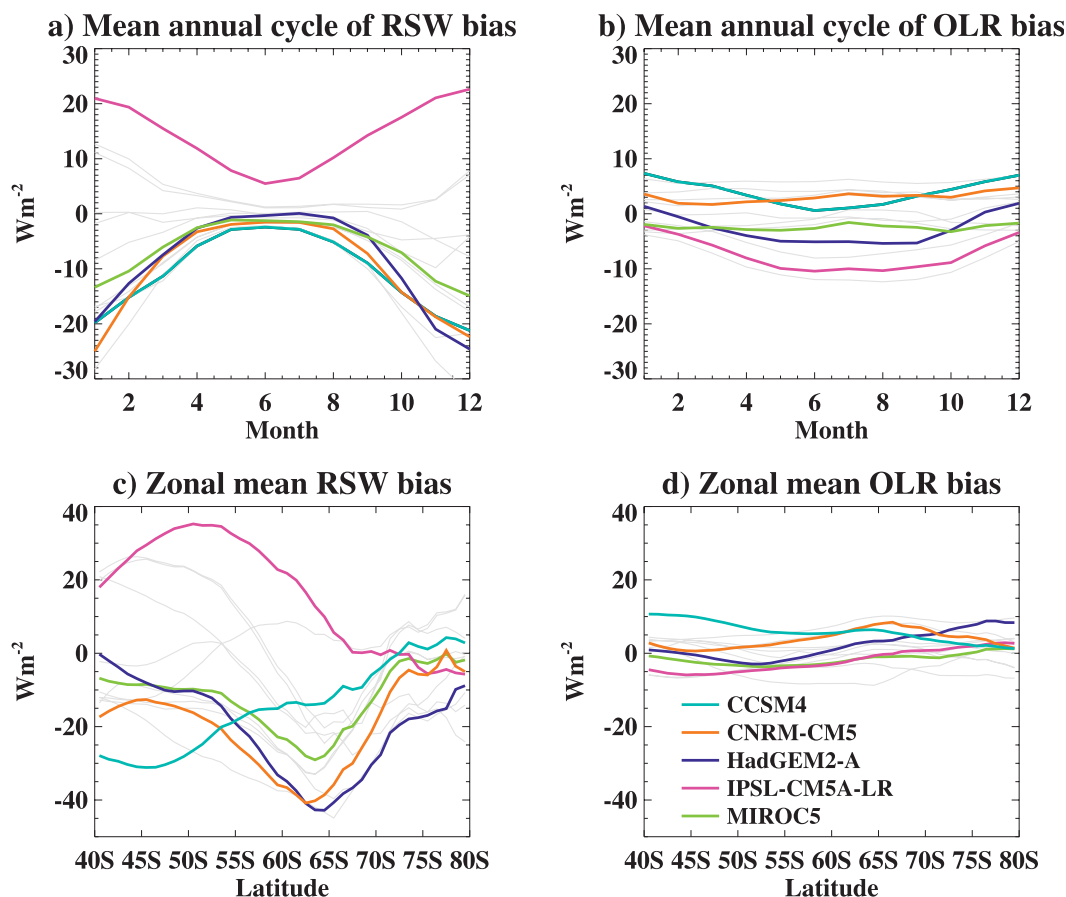 a) Mean annual cycle of RSW bias
30
20
10
0
-10
-20
-30
Wm-2
2 4 6 8 10 12
Month
b) Mean annual cycle of OLR bias
30
20
10
0
-10
-20
-30
Wm-2
2 4 6 8 10 12
Month
c) Zonal mean RSW bias
40
20
0
-20
-40
Wm-2
40S 45S 50S 55S 60S 65S 70S 75S 80S
Latitude
d) Zonal mean OLR bias
40
20
0
-20
-40
Wm-2
CCSM4
CNRM-CM5
HadGEM2-A
IPSL-CM5A-LR
MIROC5
40S 45S 50S 55S 60S 65S 70S 75S 80S
Latitude